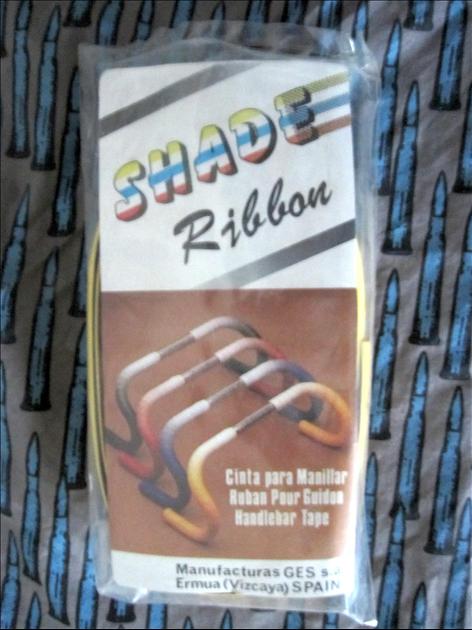 SHADE
Ribbon
Cinta para Manillar
Ruban Pour Guidon
Handlebar Tape
Manufacturas GES s.a.
Ermua (Vizcaya) SPAIN